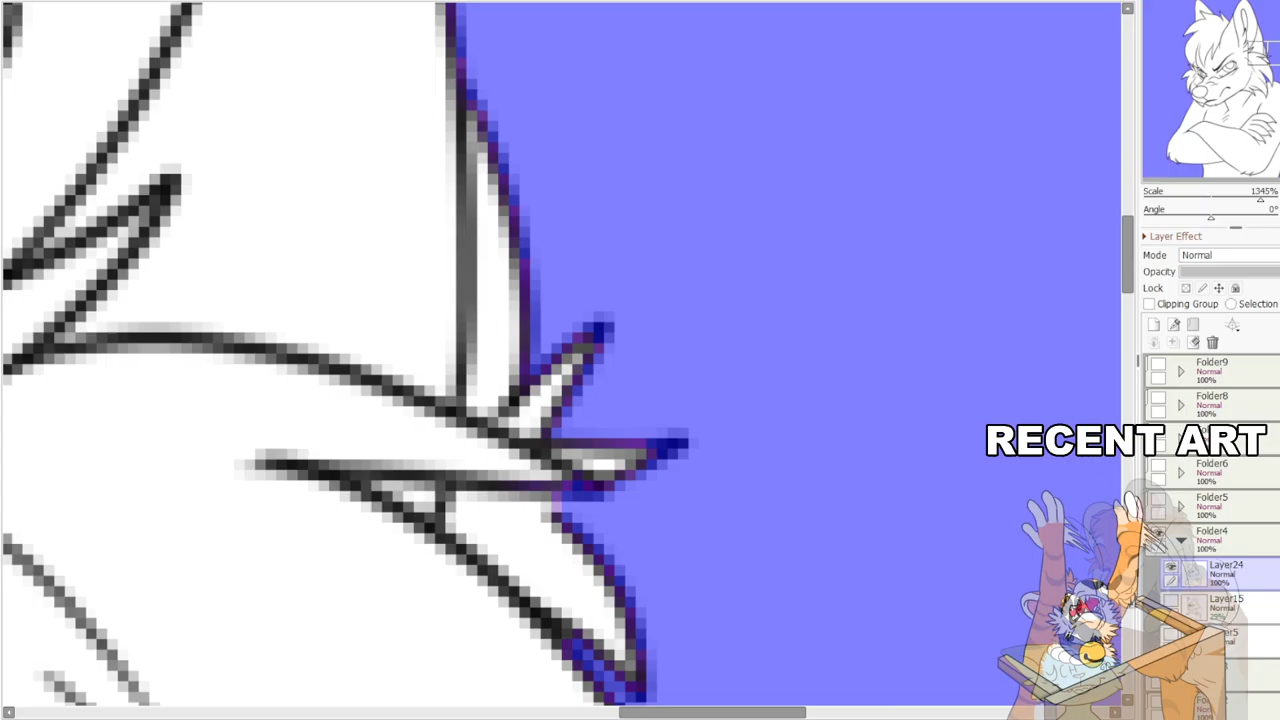 Scale 1345%
Angle 0°
Layer Effect
Mode Normal
Opacity
Lock
Clipping Group Selection
Folder9
Normal
100%
Folder8
Normal
100%
RECENT ART
Folder6
Normal
100%
Folder5
Normal
100%
Folder4
Normal
100%
Layer24
Normal
100%
Layer15
Normal
YCH